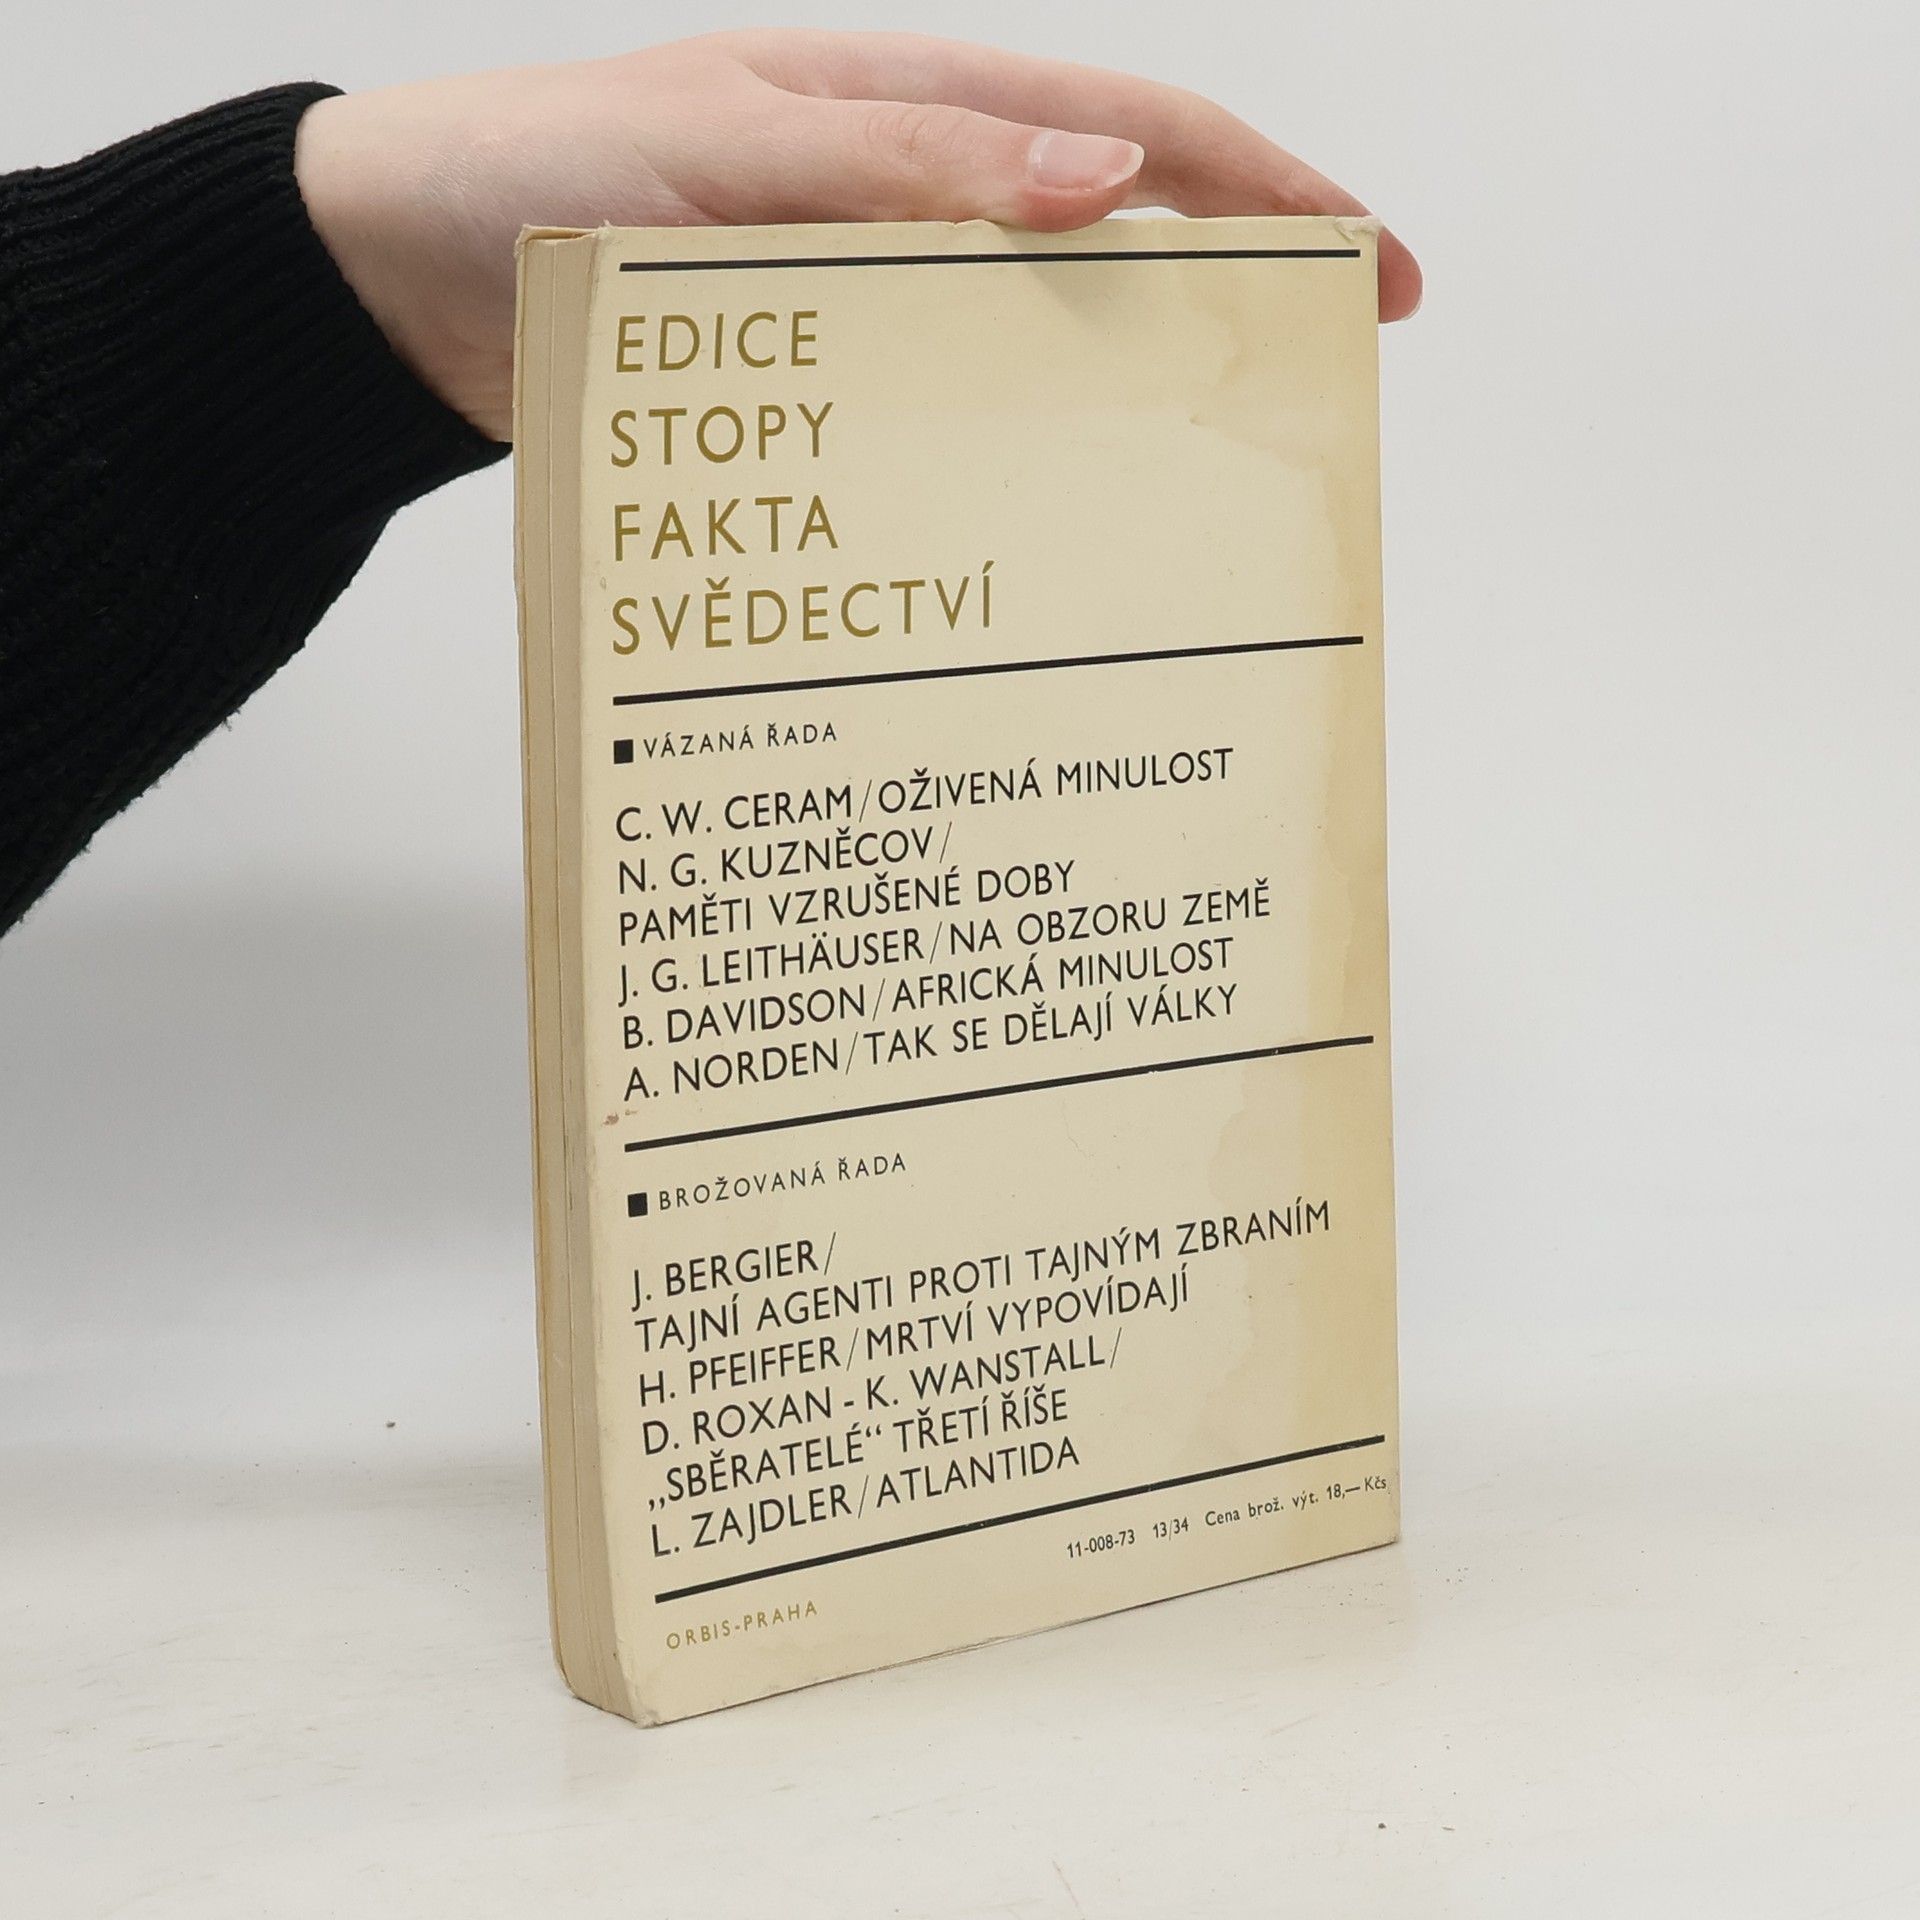 EDICE
STOPY
FAKTA
SVĚDECTVÍ
VÁZANÁ ŘADA
C. W. CERAM/OŽIVENÁ MINULOST
N. G. KUZNĚCOV/
PAMĚTI VZRUŠENÉ DOBY
J. G. LEITHÄUSER/NA OBZORU ZEMĚ
B. DAVIDSON/AFRICKÁ MINULOST
A. NORDEN/TAK SE DĚLAJÍ VÁLKY
BROŽOVANÁ ŘADA
J. BERGIER/
TAJNÍ AGENTI PROTI TAJNÝM ZBRANÍM
H. PFEIFFER/MRTVÍ VYPOVÍDAJÍ
D. ROXAN - K. WANSTALL/
„SBĚRATELÉ“ TŘETÍ ŘÍŠE
L. ZAJDLER/ATLANTIDA
11-008-73 13/34 Cena brož. výt. 18,— Kčs
ORBIS-PRAHA